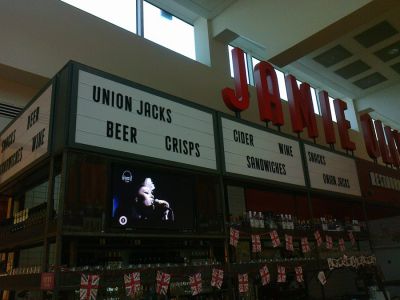 JAMIE
UNION JACKS
BEER CRISPS
CIDER WINE
SANDWICHES
SNACKS
UNION JACKS
BEER
WINE